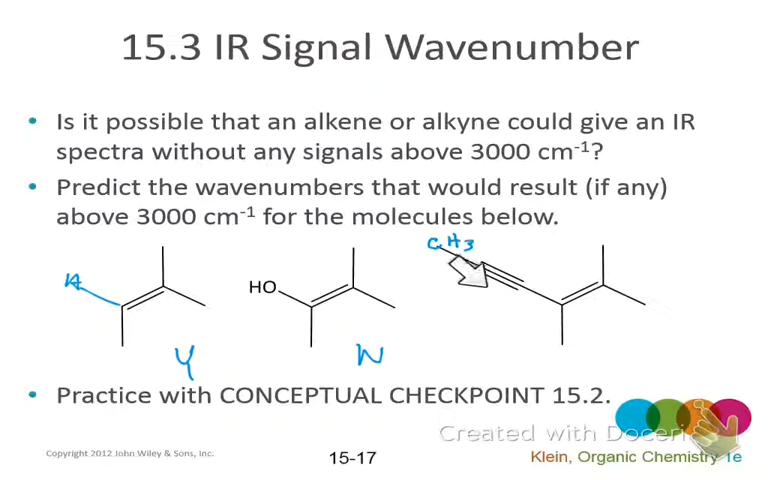 15.3 IR Signal Wavenumber
• Is it possible that an alkene or alkyne could give an IR
spectra without any signals above 3000 cm-1?
• Predict the wavenumbers that would result (if any)
above 3000 cm-1 for the molecules below.
CH3
H
HO
Y
N
• Practice with CONCEPTUAL CHECKPOINT 15.2.
Created with Doceri
Copyright 2012 John Wiley & Sons, Inc.
15-17
Klein, Organic Chemistry 1e